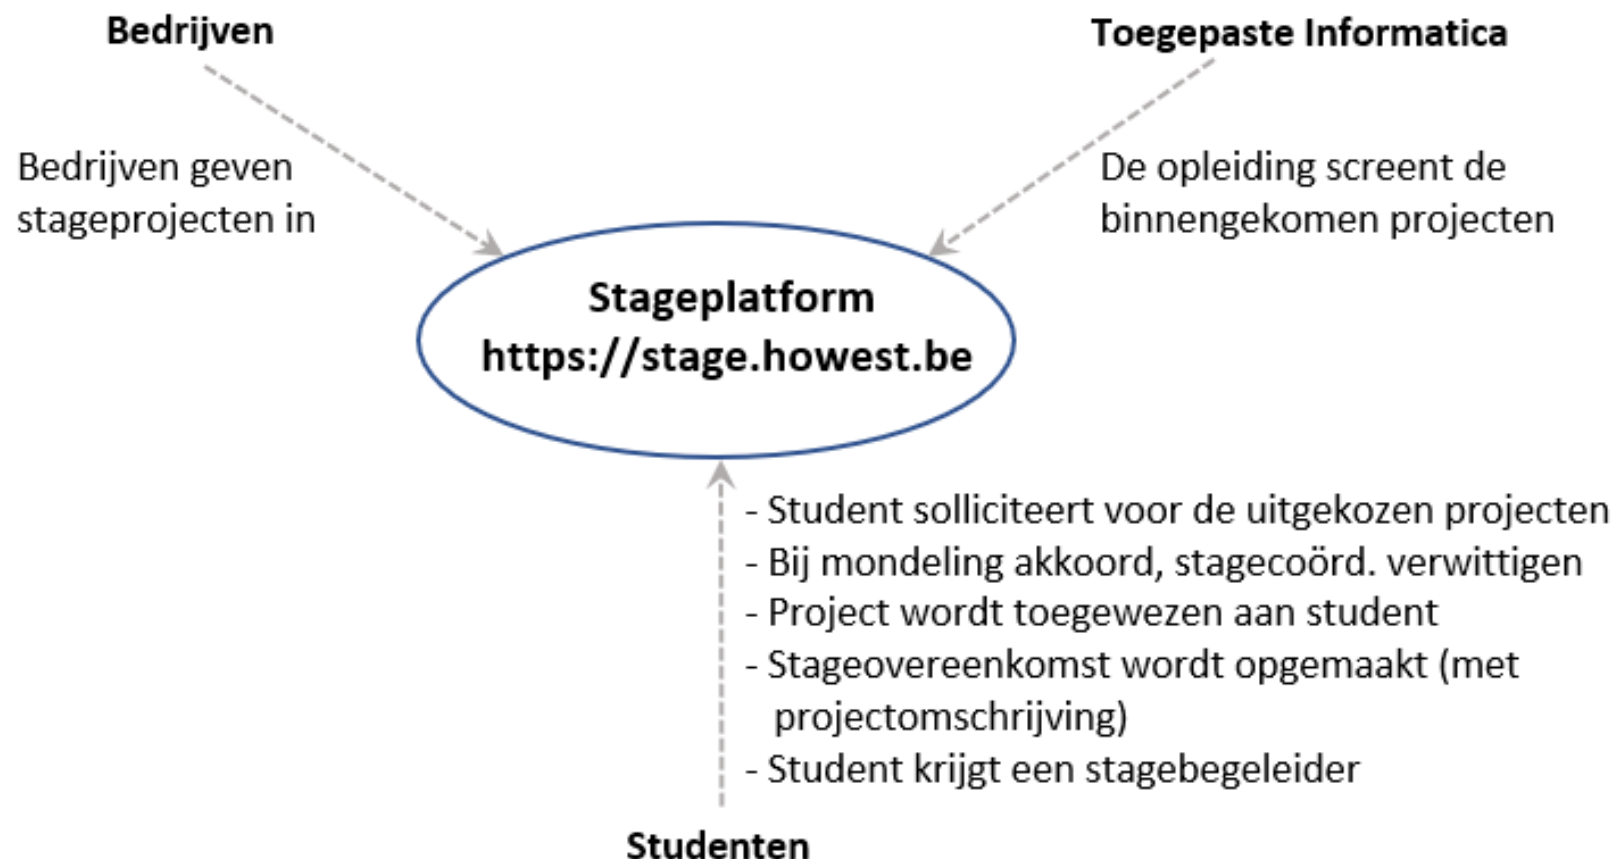 Bedrijven
Toegepaste Informatica
Bedrijven geven
stageprojecten in
De opleiding screent de
binnengekomen projecten
Stageplatform
https://stage.howest.be
- Student solliciteert voor de uitgekozen projecten
- Bij mondeling akkoord, stagecoörd. verwittigen
- Project wordt toegewezen aan student
- Stageovereenkomst wordt opgemaakt (met
projectomschrijving)
- Student krijgt een stagebegeleider
Studenten